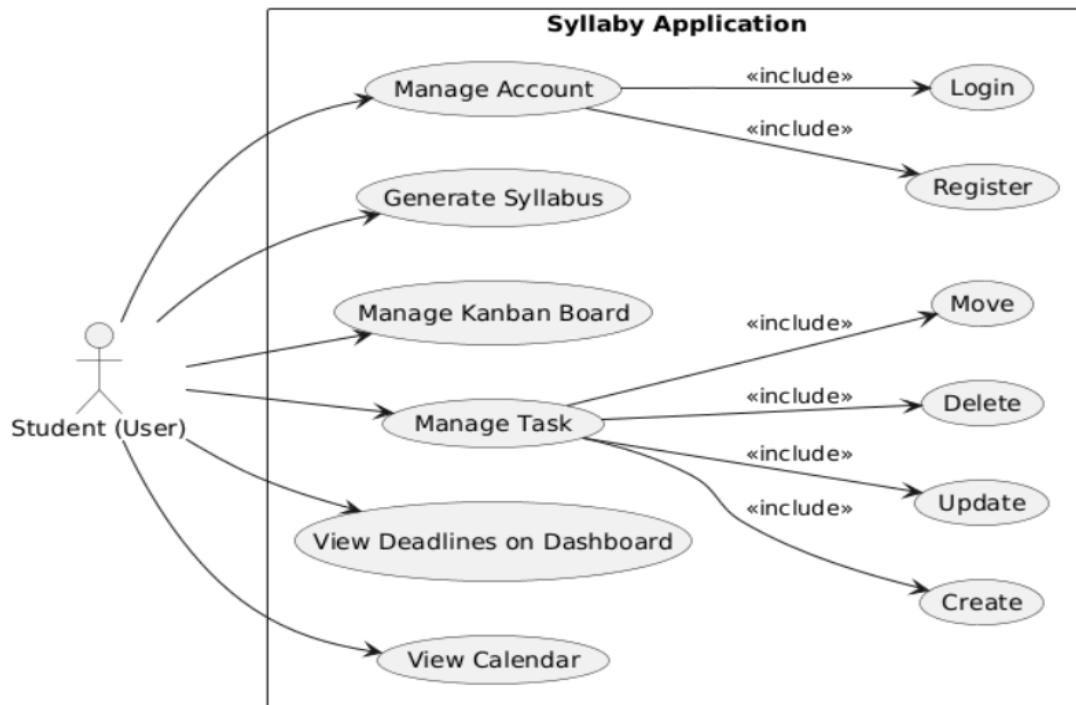 Syllaby Application
Manage Account
«include»
Login
«include»
Register
Generate Syllabus
Manage Kanban Board
«include»
Move
Student (User)
Manage Task
«include»
Delete
«include»
Update
View Deadlines on Dashboard
«include»
Create
View Calendar